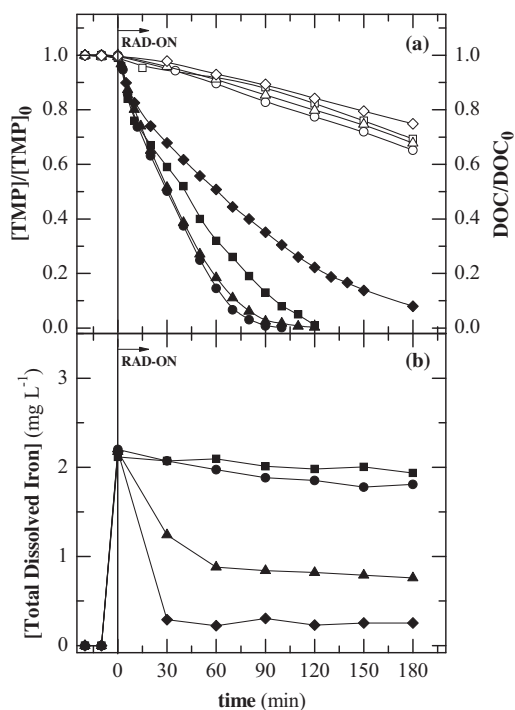 RAD-ON
(a)
1.0
0.8
0.6
0.4
0.2
0.0
[TMP]/[TMP]0
1.0
0.8
0.6
0.4
0.2
0.0
DOC/DOC0
RAD-ON
(b)
3
2
1
0
[Total Dissolved Iron] (mg L-1)
0 30 60 90 120 150 180
time (min)